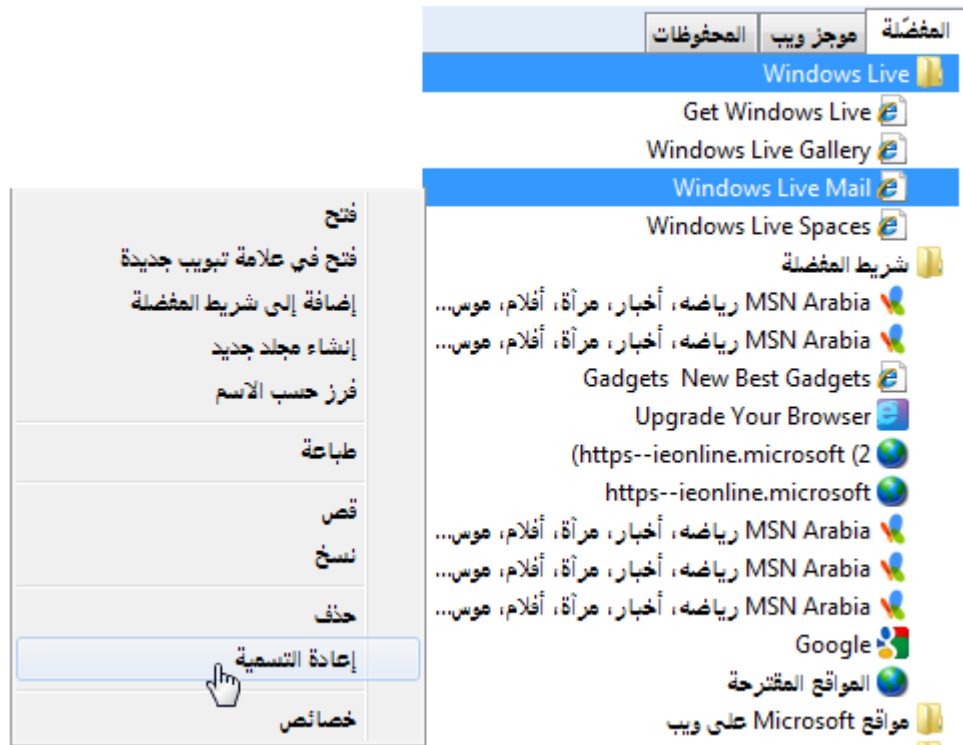 المفضّلة
موجز ويب
المحفوظات
Windows Live
Get Windows Live
Windows Live Gallery
Windows Live Mail
Windows Live Spaces
شريط المفضلة
MSN Arabia رياضه، أخبار، مرآة، أفلام، موس...
MSN Arabia رياضه، أخبار، مرآة، أفلام، موس...
Gadgets New Best Gadgets
Upgrade Your Browser
(https--ieonline.microsoft (2
https--ieonline.microsoft
MSN Arabia رياضه، أخبار، مرآة، أفلام، موس...
MSN Arabia رياضه، أخبار، مرآة، أفلام، موس...
MSN Arabia رياضه، أخبار، مرآة، أفلام، موس...
Google
المواقع المقترحة
مواقع Microsoft على ويب
فتح
فتح في علامة تبويب جديدة
إضافة إلى شريط المفضلة
إنشاء مجلد جديد
فرز حسب الاسم
طباعة
قص
نسخ
حذف
إعادة التسمية
خصائص